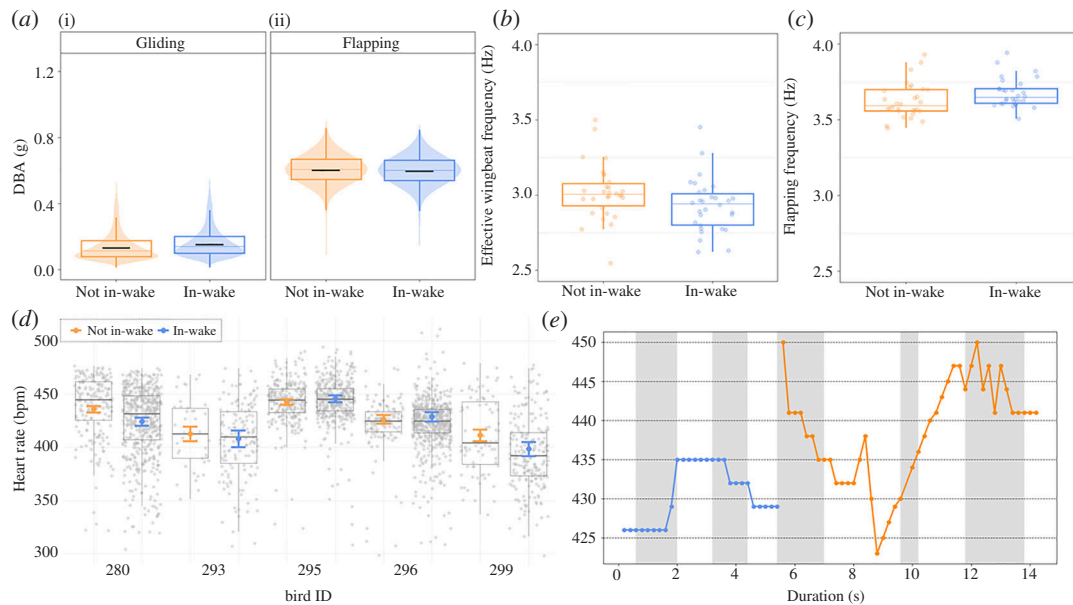 (a) (i) (ii) (b) (c)
Gliding Flapping
DBA (g)
1.2
0.8
0.4
0.0
Not in-wake In-wake Not in-wake In-wake
Effective wingbeat frequency (Hz)
4.0
3.5
3.0
2.5
Not in-wake In-wake
Flapping frequency (Hz)
4.0
3.5
3.0
2.5
Not in-wake In-wake
(d)
Not in-wake In-wake
Heart rate (bpm)
500
450
400
350
300
280 293 295 296 299
bird ID
(e)
450
445
440
435
430
425
0 2 4 6 8 10 12 14
Duration (s)